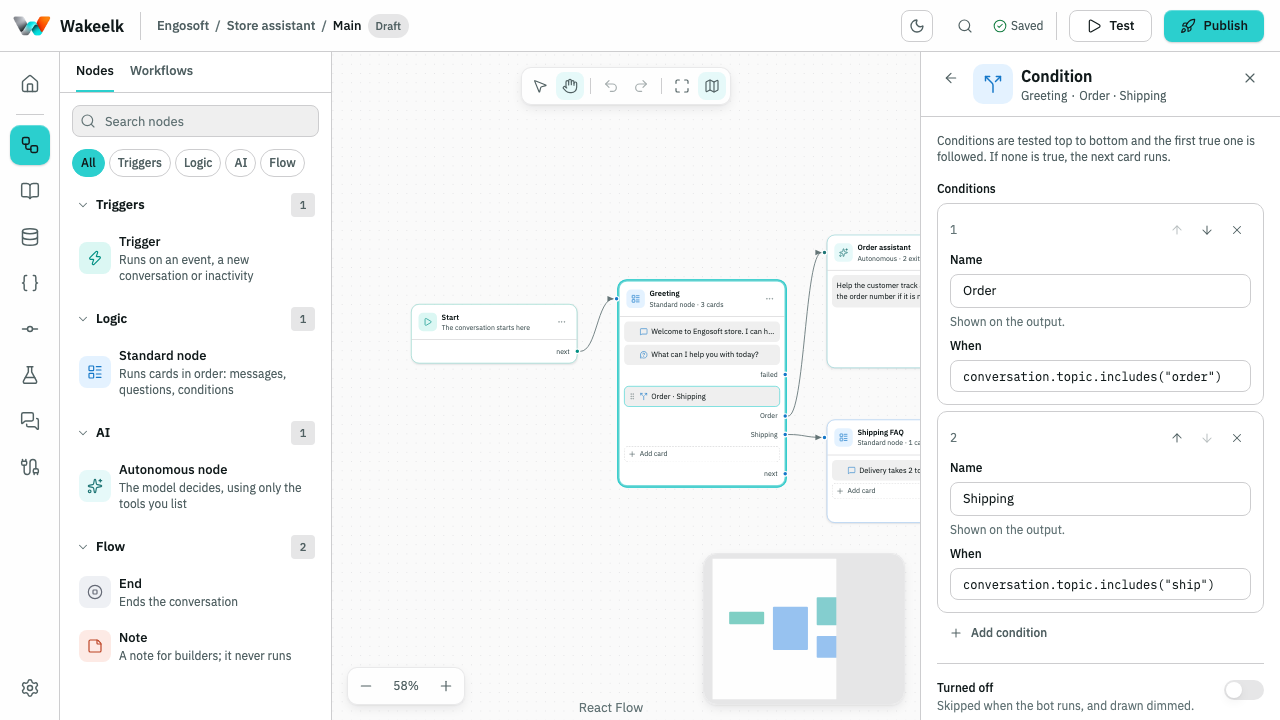 Wakeelk
Engosoft / Store assistant / Main Draft
Saved
Test
Publish
Nodes
Workflows
Search nodes
All
Triggers
Logic
AI
Flow
Triggers 1
Trigger
Runs on an event, a new
conversation or inactivity
Logic 1
Standard node
Runs cards in order: messages,
questions, conditions
AI 1
Autonomous node
The model decides, using only the
tools you list
Flow 2
End
Ends the conversation
Note
A note for builders; it never runs
Start
The conversation starts here
next
Greeting
Standard node · 3 cards
Welcome to Engosoft store. I can h...
What can I help you with today?
failed
Order · Shipping
Order
Shipping
Add card
next
Order assistant
Autonomous · 2 exit
Help the customer track
the order number if it is
Shipping FAQ
Standard node · 1
Delivery takes 2
Add card
58%
React Flow
Condition
Greeting · Order · Shipping
Conditions are tested top to bottom and the first true one is
followed. If none is true, the next card runs.
Conditions
1
Name
Order
Shown on the output.
When
conversation.topic.includes("order")
2
Name
Shipping
Shown on the output.
When
conversation.topic.includes("ship")
Add condition
Turned off
Skipped when the bot runs, and drawn dimmed.